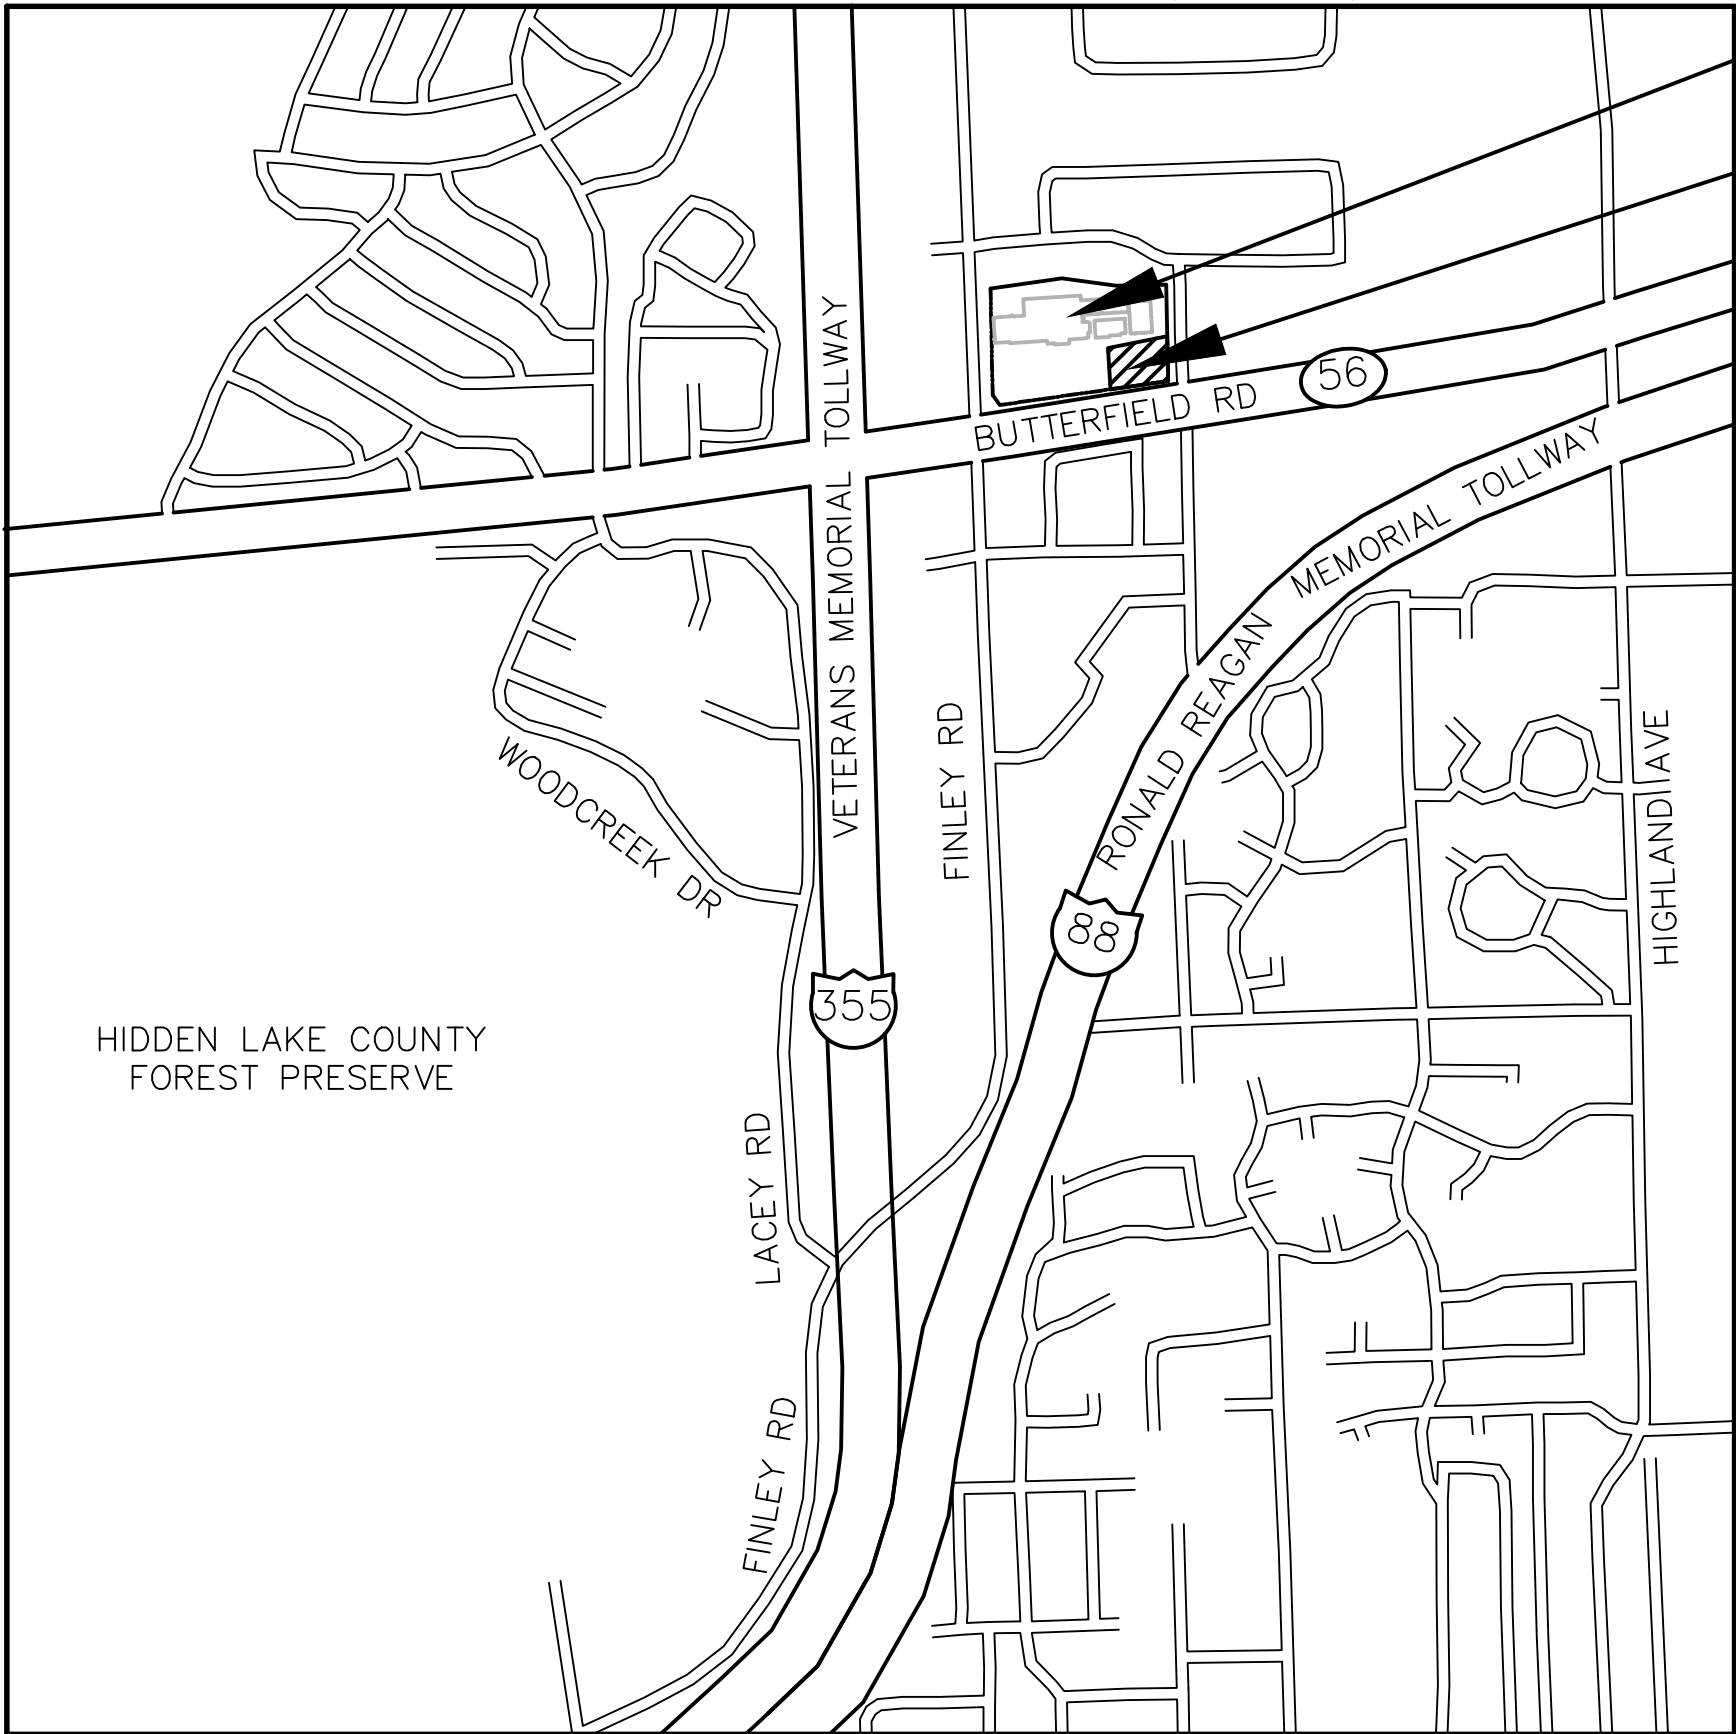 VETERANS MEMORIAL TOLLWAY
BUTTERFIELD RD
56
RONALD REAGAN MEMORIAL TOLLWAY
WOODCREEK DR
FINLEY RD
HIGHLAND AVE
88
355
HIDDEN LAKE COUNTY
FOREST PRESERVE
LACEY RD
FINLEY RD